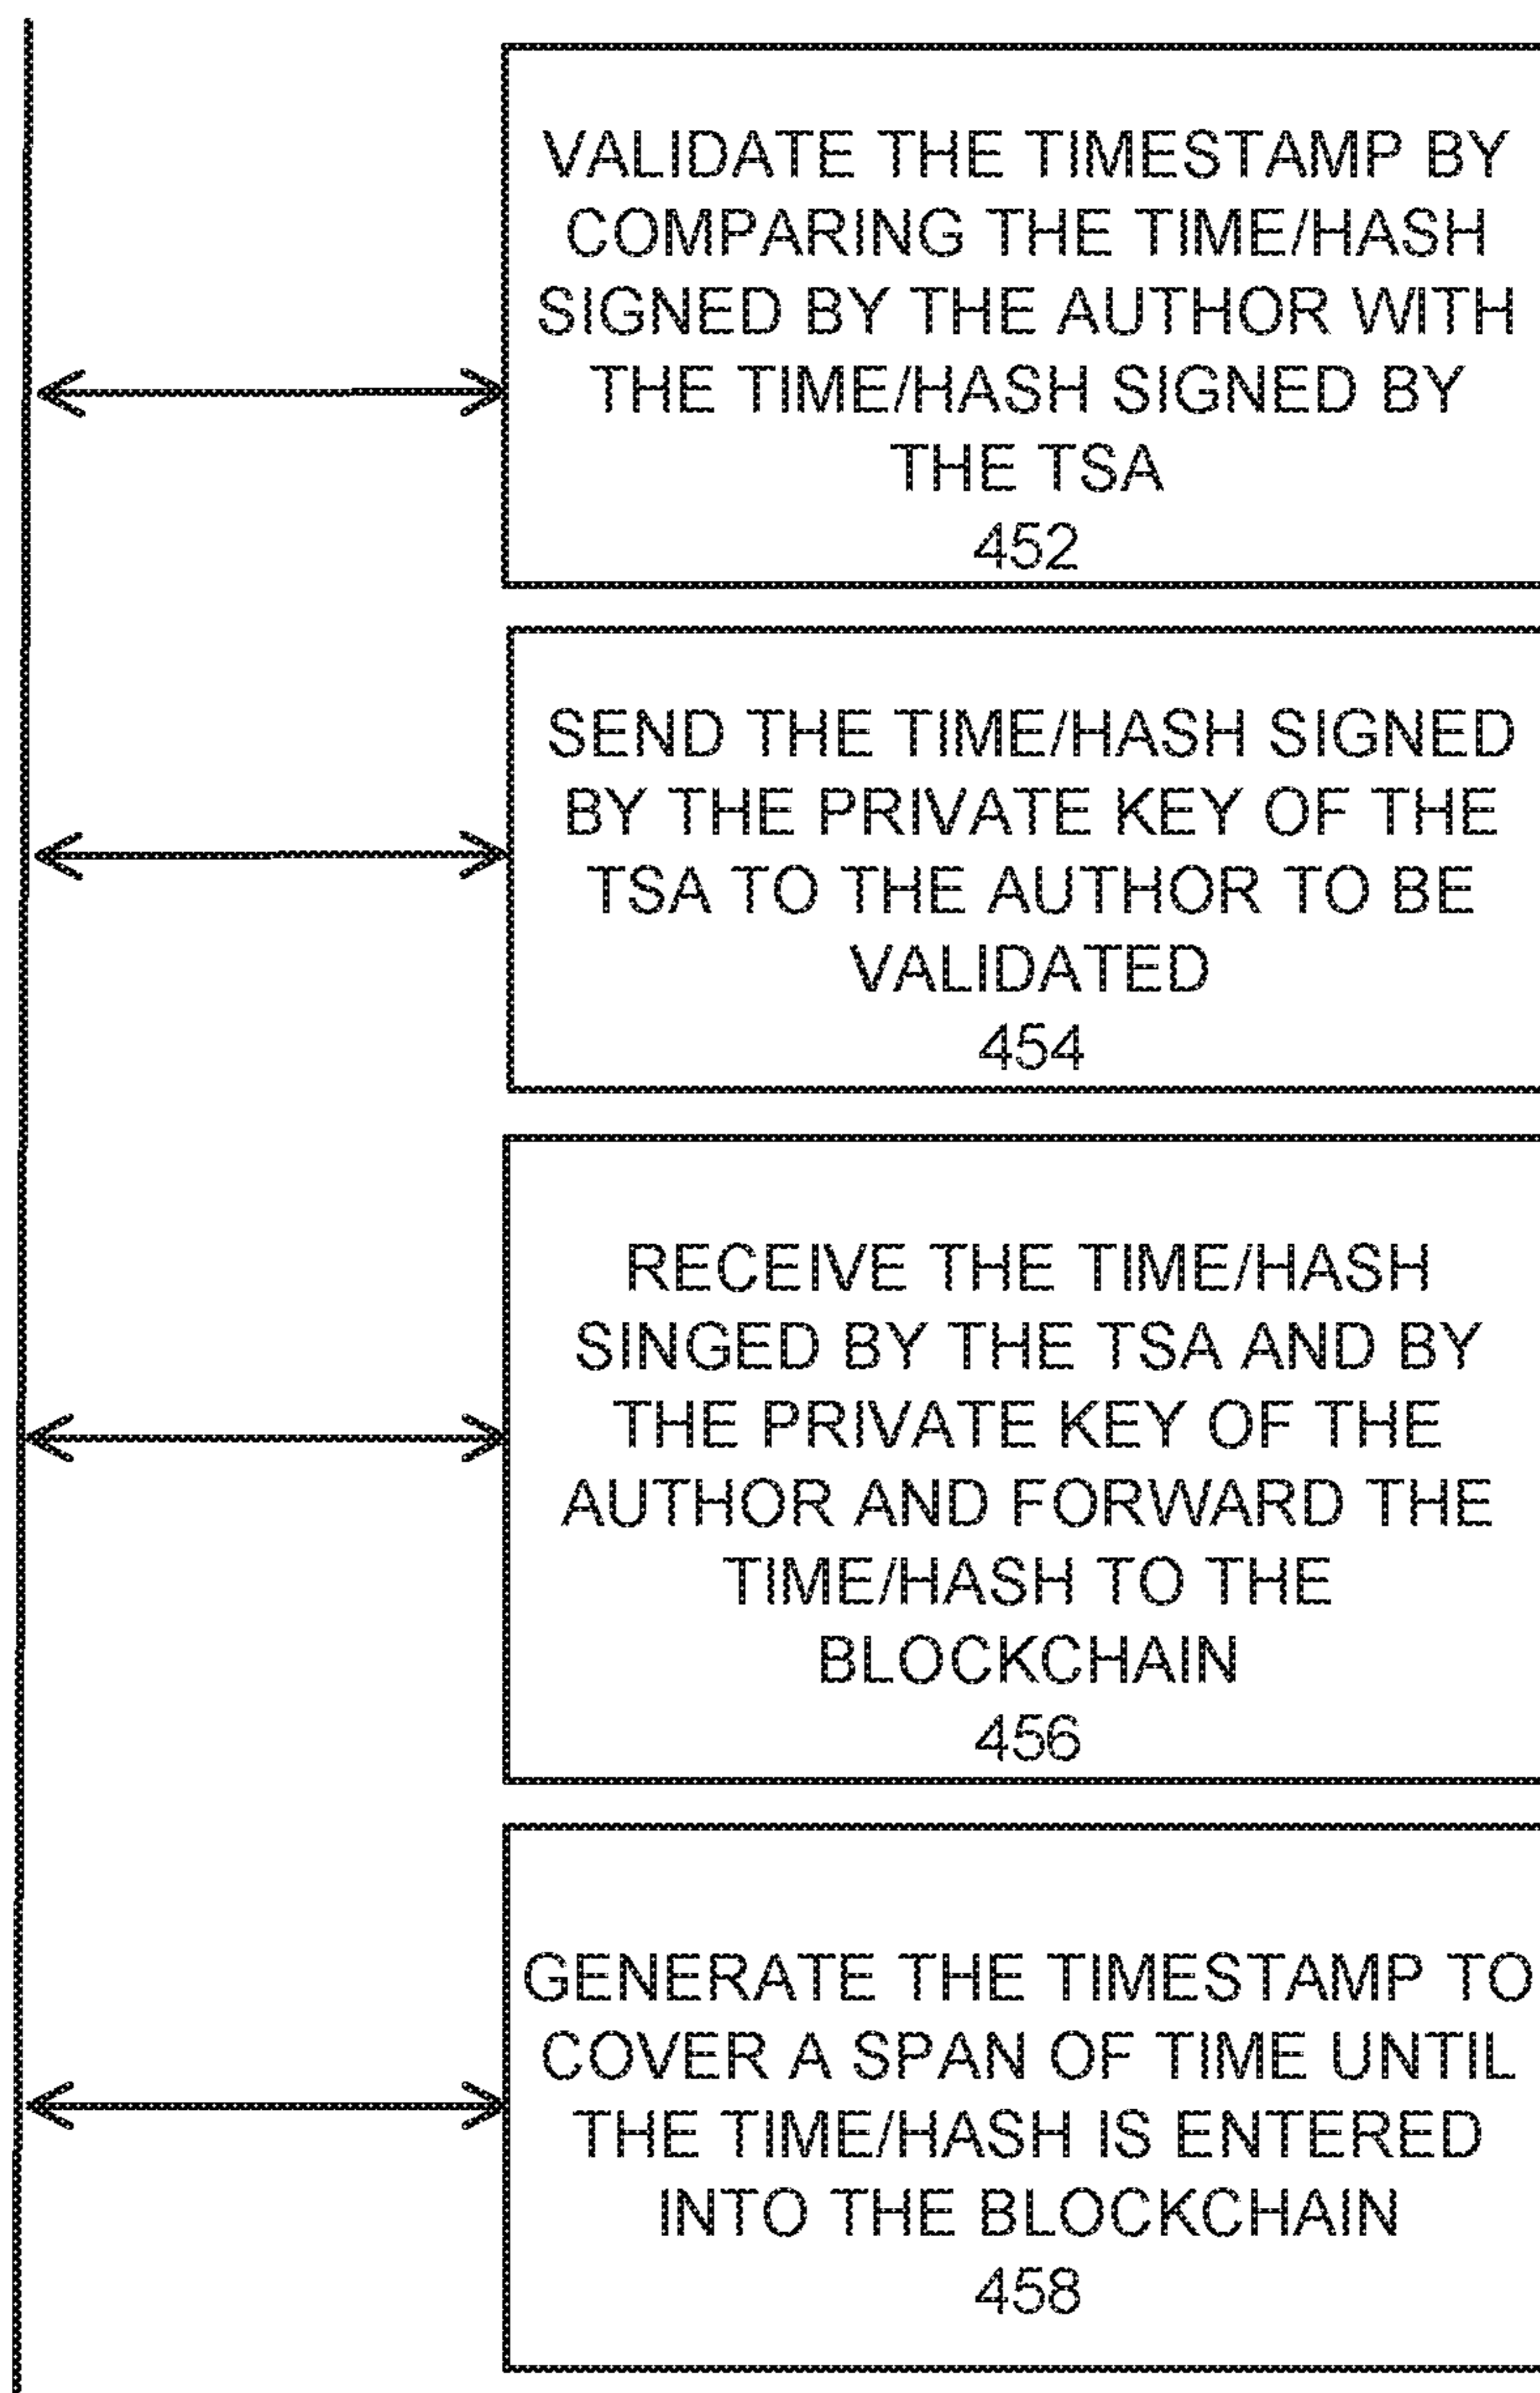 VALIDATE THE TIMESTAMP BY
COMPARING THE TIME/HASH
SIGNED BY THE AUTHOR WITH
THE TIME/HASH SIGNED BY
THE TSA
452
SEND THE TIME/HASH SIGNED
BY THE PRIVATE KEY OF THE
TSA TO THE AUTHOR TO BE
VALIDATED
454
RECEIVE THE TIME/HASH
SINGED BY THE TSA AND BY
THE PRIVATE KEY OF THE
AUTHOR AND FORWARD THE
TIME/HASH TO THE
BLOCKCHAIN
456
GENERATE THE TIMESTAMP TO
COVER A SPAN OF TIME UNTIL
THE TIME/HASH IS ENTERED
INTO THE BLOCKCHAIN
458